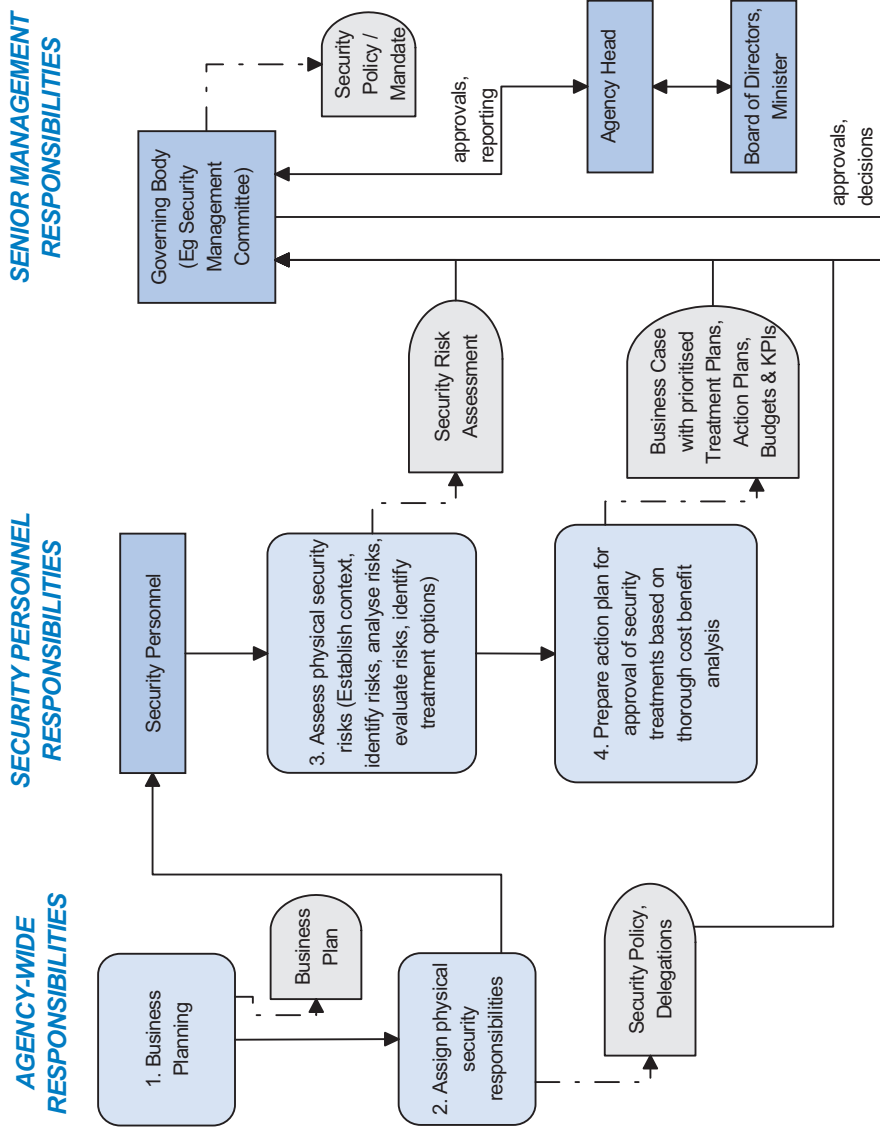 AGENCY-WIDE
RESPONSIBILITIES
1. Business
Planning
Business
Plan
2. Assign physical
security
responsibilities
Security Policy,
Delegations
SECURITY PERSONNEL
RESPONSIBILITIES
Security Personnel
3. Assess physical security
risks (Establish context,
identify risks, analyse risks,
evaluate risks, identify
treatment options)
Security Risk
Assessment
4. Prepare action plan for
approval of security
treatments based on
thorough cost benefit
analysis
Business Case
with prioritised
Treatment Plans,
Action Plans,
Budgets & KPIs
SENIOR MANAGEMENT
RESPONSIBILITIES
Governing Body
(Eg Security
Management
Committee)
Security
Policy /
Mandate
approvals,
reporting
Agency Head
Board of Directors,
Minister
approvals,
decisions